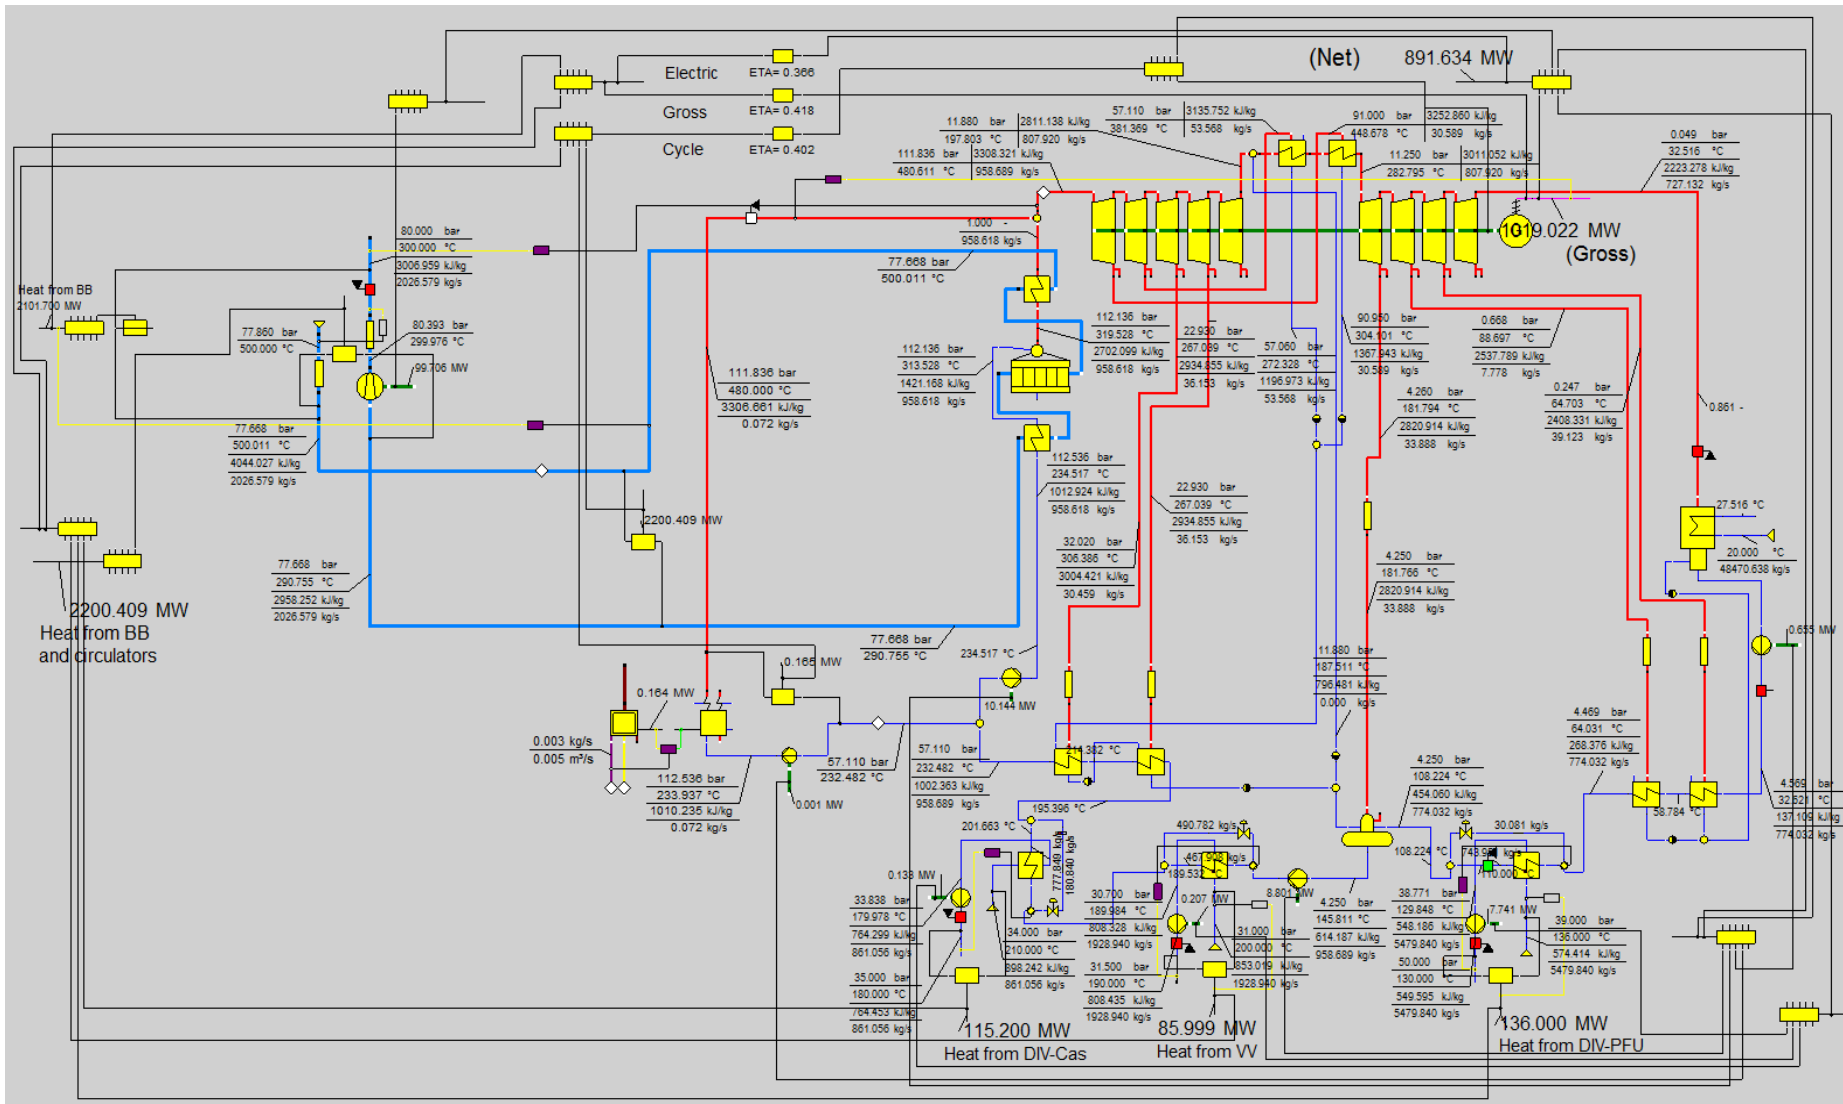 (Net)
891.634 MW
Electric
ETA= 0.366
Gross
ETA= 0.418
Cycle
ETA= 0.402
11.880 bar
2811.138 kJ/kg
197.803 °C
807.920 kg/s
57.110 bar
3135.752 kJ/kg
381.369 °C
53.568 kg/s
91.000 bar
3252.860 kJ/kg
448.678 °C
30.589 kg/s
0.049 bar
32.516 °C
2223.278 kJ/kg
727.132 kg/s
111.836 bar
3308.321 kJ/kg
480.611 °C
958.689 kg/s
11.250 bar
3011.052 kJ/kg
282.795 °C
807.920 kg/s
1.000 -
958.618 kg/s
G
1019.022 MW
(Gross)
80.000 bar
300.000 °C
3006.959 kJ/kg
2026.579 kg/s
77.668 bar
500.011 °C
Heat from BB
2101.700 MW
77.860 bar
500.000 °C
80.393 bar
299.976 °C
99.706 MW
112.136 bar
319.528 °C
2702.099 kJ/kg
958.618 kg/s
22.930 bar
267.039 °C
2934.855 kJ/kg
36.153 kg/s
57.060 bar
272.328 °C
1196.973 kJ/kg
53.568 kg/s
90.950 bar
304.101 °C
1367.943 kJ/kg
30.589 kg/s
0.668 bar
88.697 °C
2537.789 kJ/kg
7.778 kg/s
112.136 bar
313.528 °C
1421.168 kJ/kg
958.618 kg/s
111.836 bar
480.000 °C
3306.661 kJ/kg
0.072 kg/s
4.260 bar
181.794 °C
2820.914 kJ/kg
33.888 kg/s
0.247 bar
64.703 °C
2408.331 kJ/kg
39.123 kg/s
0.861 -
77.668 bar
500.011 °C
4044.027 kJ/kg
2026.579 kg/s
112.536 bar
234.517 °C
1012.924 kJ/kg
958.618 kg/s
22.930 bar
267.039 °C
2934.855 kJ/kg
36.153 kg/s
27.516 °C
20.000 °C
48470.638 kg/s
2200.409 MW
32.020 bar
306.386 °C
3004.421 kJ/kg
30.459 kg/s
4.250 bar
181.766 °C
2820.914 kJ/kg
33.888 kg/s
77.668 bar
290.755 °C
2958.252 kJ/kg
2026.579 kg/s
2200.409 MW
Heat from BB
and circulators
77.668 bar
290.755 °C
234.517 °C
11.880 bar
187.511 °C
796.481 kJ/kg
0.000 kg/s
0.655 MW
0.165 MW
0.164 MW
10.144 MW
0.003 kg/s
0.005 m³/s
112.536 bar
233.937 °C
1010.235 kJ/kg
0.072 kg/s
0.001 MW
57.110 bar
232.482 °C
57.110 bar
232.482 °C
1002.363 kJ/kg
958.689 kg/s
214.382 °C
195.396 °C
201.663 °C
4.469 bar
64.031 °C
268.376 kJ/kg
774.032 kg/s
4.250 bar
108.224 °C
454.060 kJ/kg
774.032 kg/s
58.784 °C
4.569 bar
32.521 °C
137.109 kJ/kg
774.032 kg/s
777.849 kg/s
180.840 kg/s
490.782 kg/s
467.908 kg/s
189.532 °C
108.224 °C
30.081 kg/s
110.000 °C
0.133 MW
33.838 bar
179.978 °C
764.299 kJ/kg
861.056 kg/s
35.000 bar
180.000 °C
764.453 kJ/kg
861.056 kg/s
34.000 bar
210.000 °C
898.242 kJ/kg
861.056 kg/s
30.700 bar
189.984 °C
808.328 kJ/kg
1928.940 kg/s
31.500 bar
190.000 °C
808.435 kJ/kg
1928.940 kg/s
0.207 MW
8.801 MW
31.000 bar
200.000 °C
853.019 kJ/kg
1928.940 kg/s
4.250 bar
145.811 °C
614.187 kJ/kg
958.689 kg/s
38.771 bar
129.848 °C
548.186 kJ/kg
5479.840 kg/s
50.000 bar
130.000 °C
549.595 kJ/kg
5479.840 kg/s
7.741 MW
39.000 bar
136.000 °C
574.414 kJ/kg
5479.840 kg/s
115.200 MW
Heat from DIV-Cas
85.999 MW
Heat from VV
136.000 MW
Heat from DIV-PFU